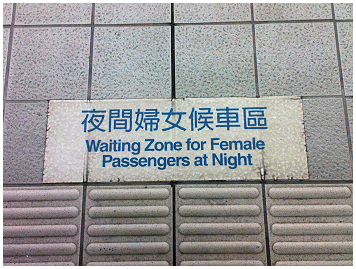 夜間婦女候車區
Waiting Zone for Female
Passengers at Night